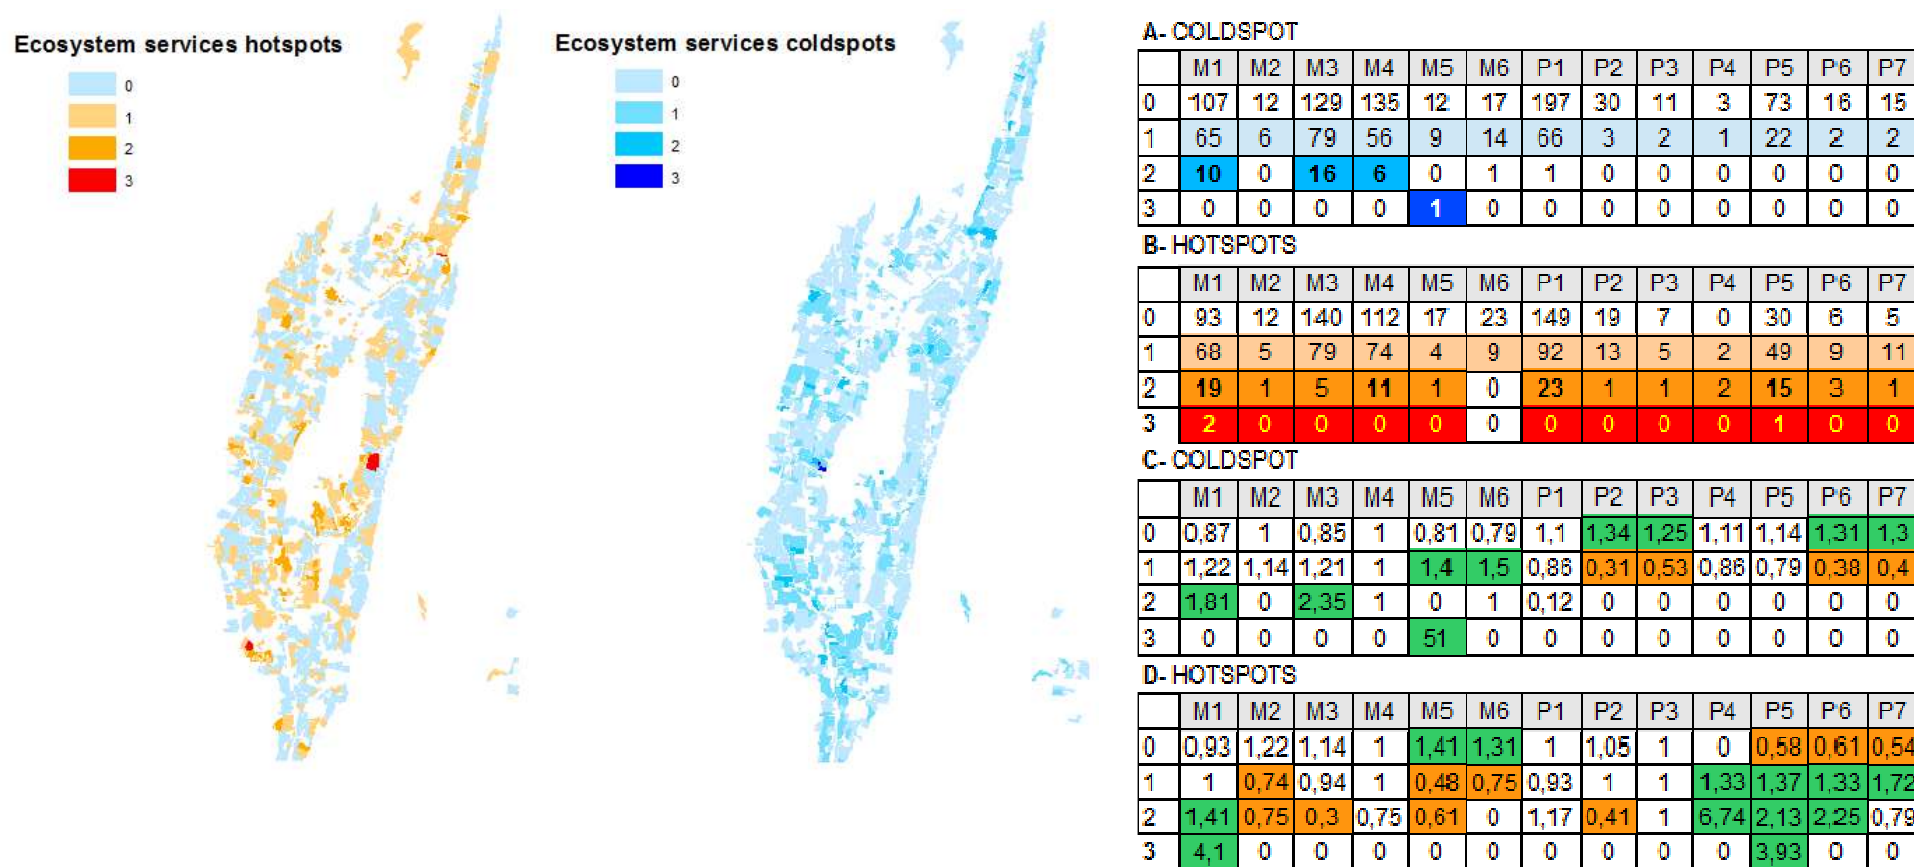 Ecosystem services hotspots
0
1
2
3
Ecosystem services coldspots
0
1
2
3
A- COLDSPOT
M1 M2 M3 M4 M5 M6 P1 P2 P3 P4 P5 P6 P7
0 107 12 129 135 12 17 197 30 11 3 73 16 15
1 65 6 79 56 9 14 66 3 2 1 22 2 2
2 10 0 16 6 0 1 1 0 0 0 0 0 0
3 0 0 0 0 1 0 0 0 0 0 0 0 0
B- HOTSPOTS
M1 M2 M3 M4 M5 M6 P1 P2 P3 P4 P5 P6 P7
0 93 12 140 112 17 23 149 19 7 0 30 6 5
1 68 5 79 74 4 9 92 13 5 2 49 9 11
2 19 1 5 11 1 0 23 1 1 2 15 3 1
3 2 0 0 0 0 0 0 0 0 0 1 0 0
C- COLDSPOT
M1 M2 M3 M4 M5 M6 P1 P2 P3 P4 P5 P6 P7
0 0,87 1 0,85 1 0,81 0,79 1,1 1,34 1,25 1,11 1,14 1,31 1,3
1 1,22 1,14 1,21 1 1,4 1,5 0,86 0,31 0,53 0,86 0,79 0,38 0,4
2 1,81 0 2,35 1 0 1 0,12 0 0 0 0 0 0
3 0 0 0 0 51 0 0 0 0 0 0 0 0
D- HOTSPOTS
M1 M2 M3 M4 M5 M6 P1 P2 P3 P4 P5 P6 P7
0 0,93 1,22 1,14 1 1,41 1,31 1 1,05 1 0 0,58 0,61 0,54
1 1 0,74 0,94 1 0,48 0,75 0,93 1 1 1,33 1,37 1,33 1,72
2 1,41 0,75 0,3 0,75 0,61 0 1,17 0,41 1 6,74 2,13 2,25 0,79
3 4,1 0 0 0 0 0 0 0 0 0 3,93 0 0